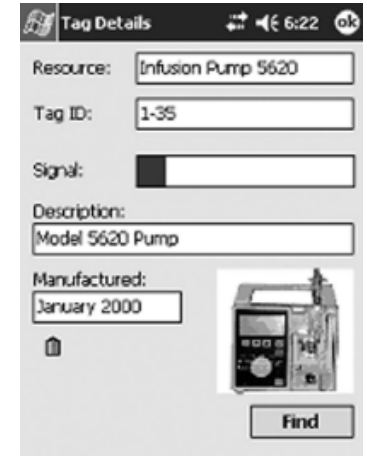 Tag Details 6:22 ok
Resource: Infusion Pump 5620
Tag ID: 1-35
Signal:
Description:
Model 5620 Pump
Manufactured:
January 2000
Find